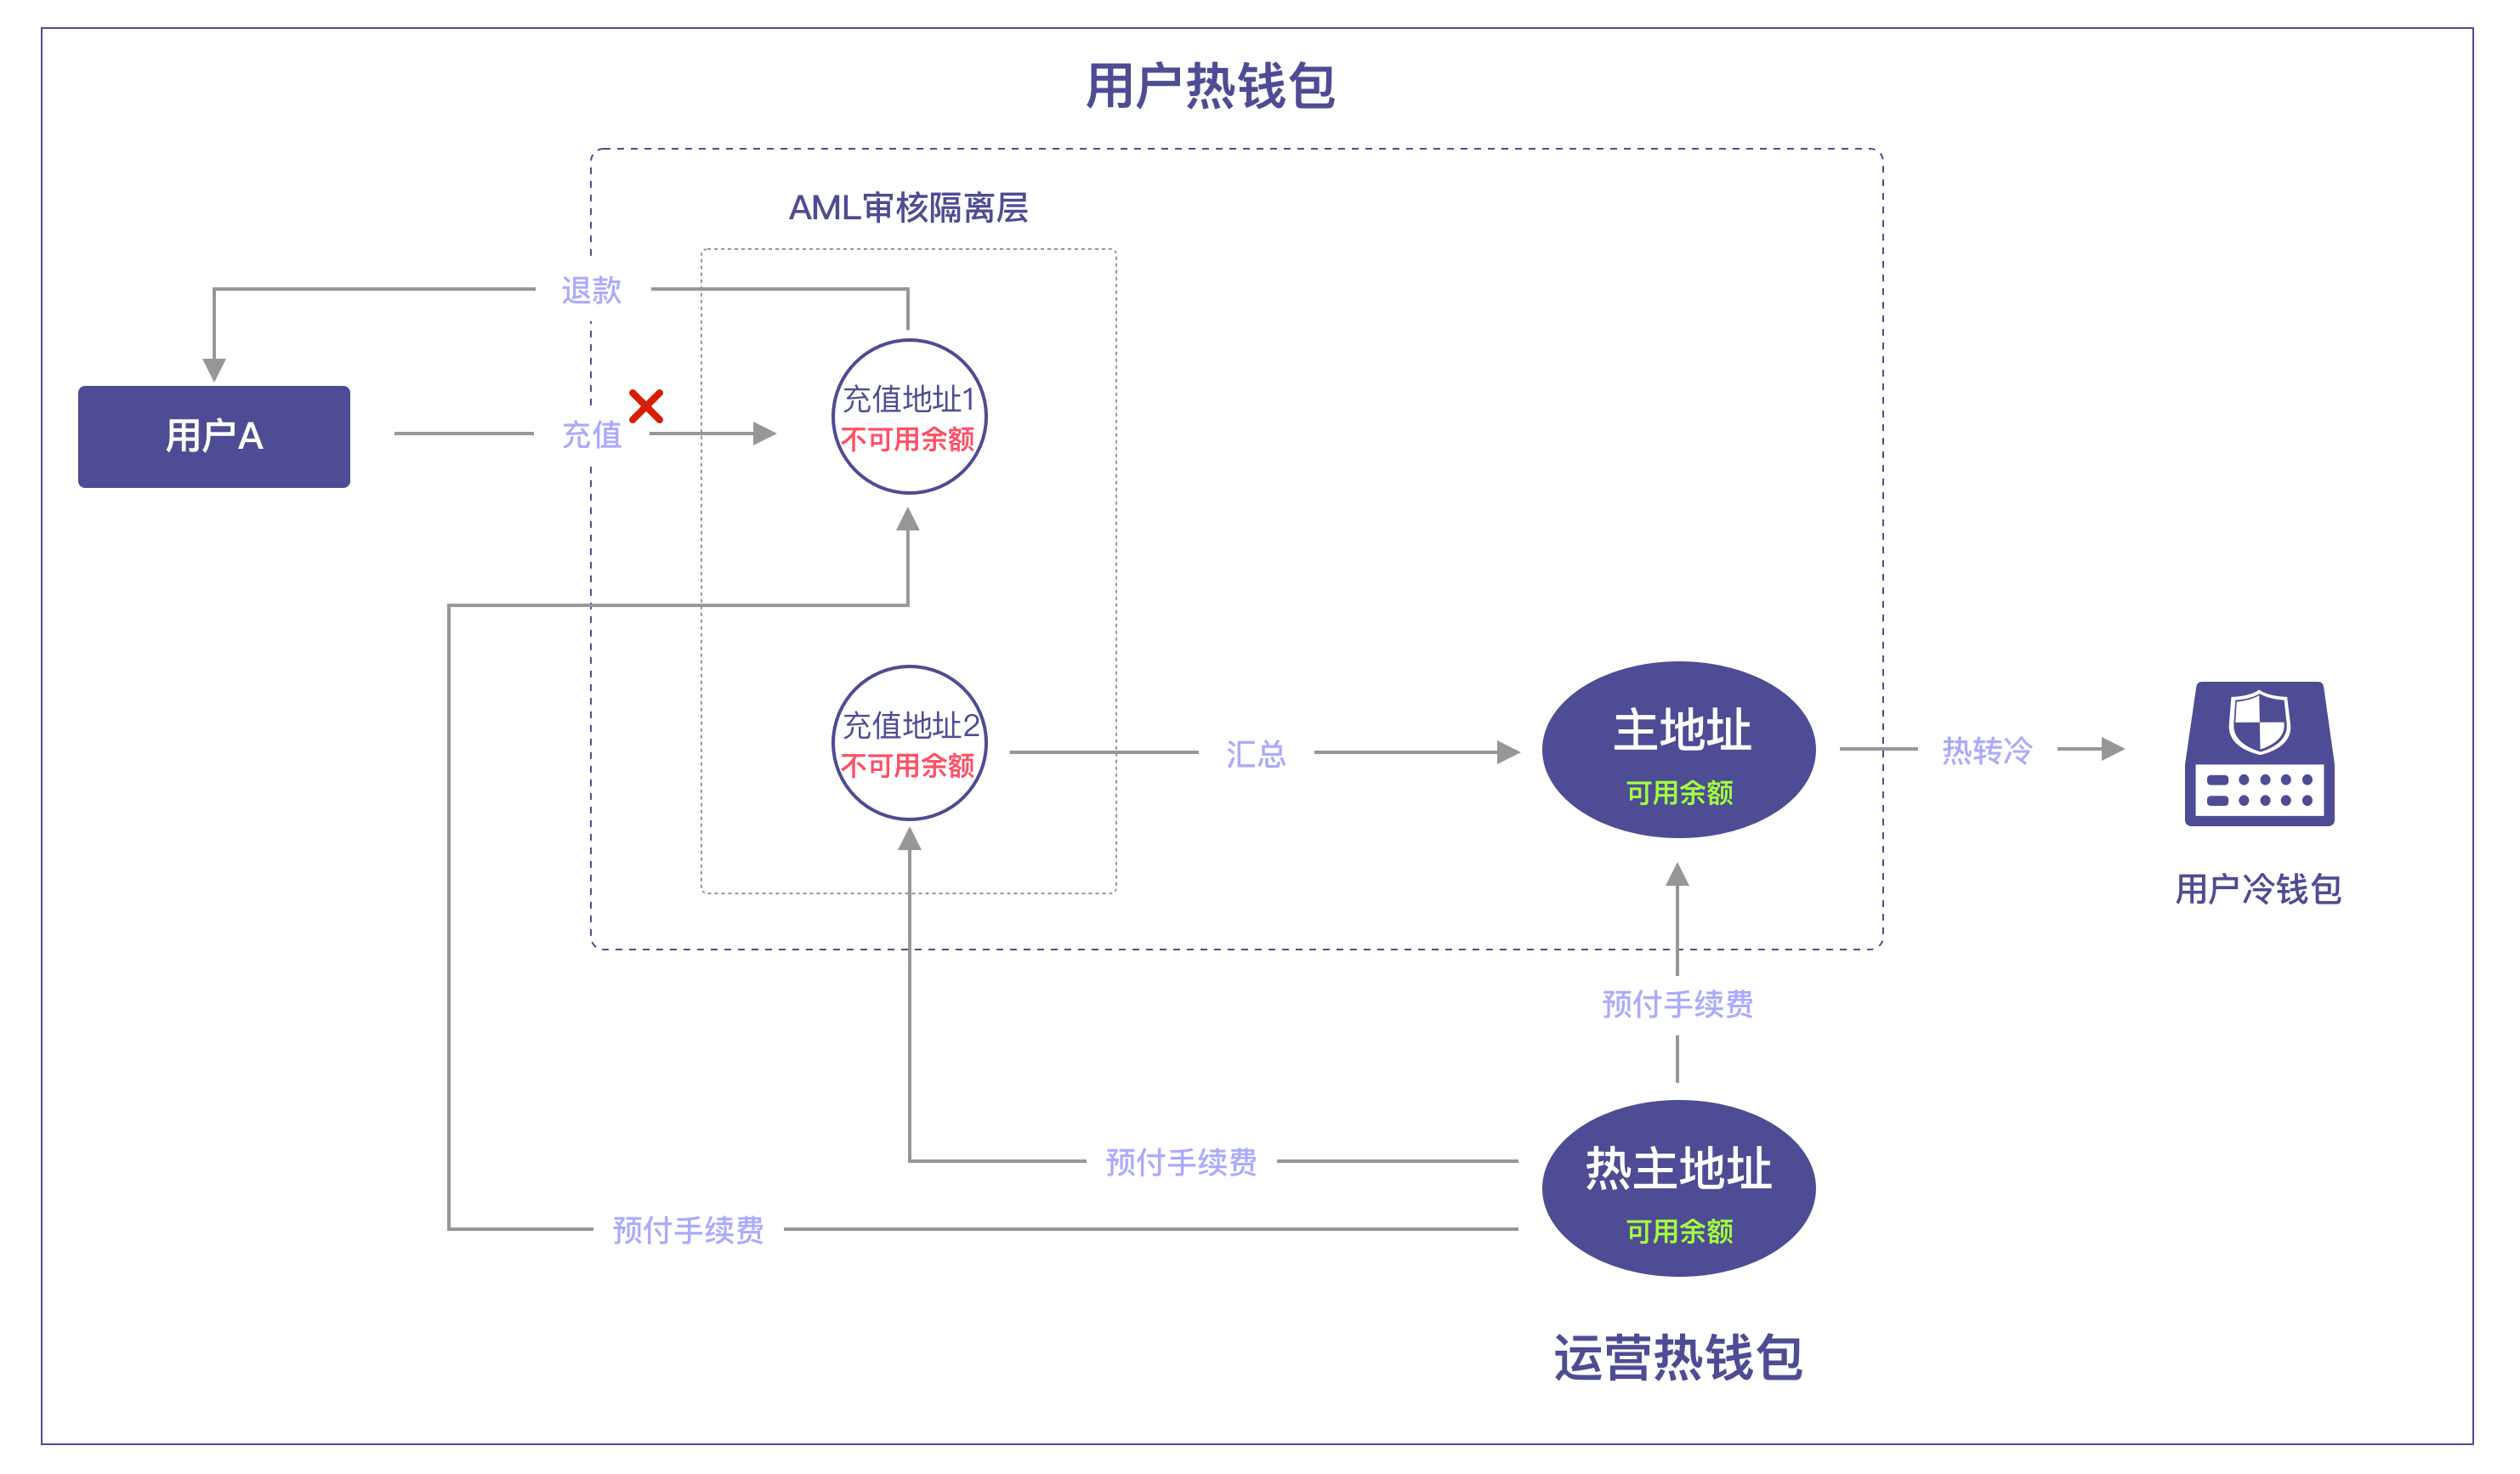 用户热钱包
AML审核隔离层
退款
用户A
充值
充值地址1
不可用余额
充值地址2
不可用余额
汇总
主地址
可用余额
热转冷
用户冷钱包
预付手续费
预付手续费
预付手续费
热主地址
可用余额
运营热钱包